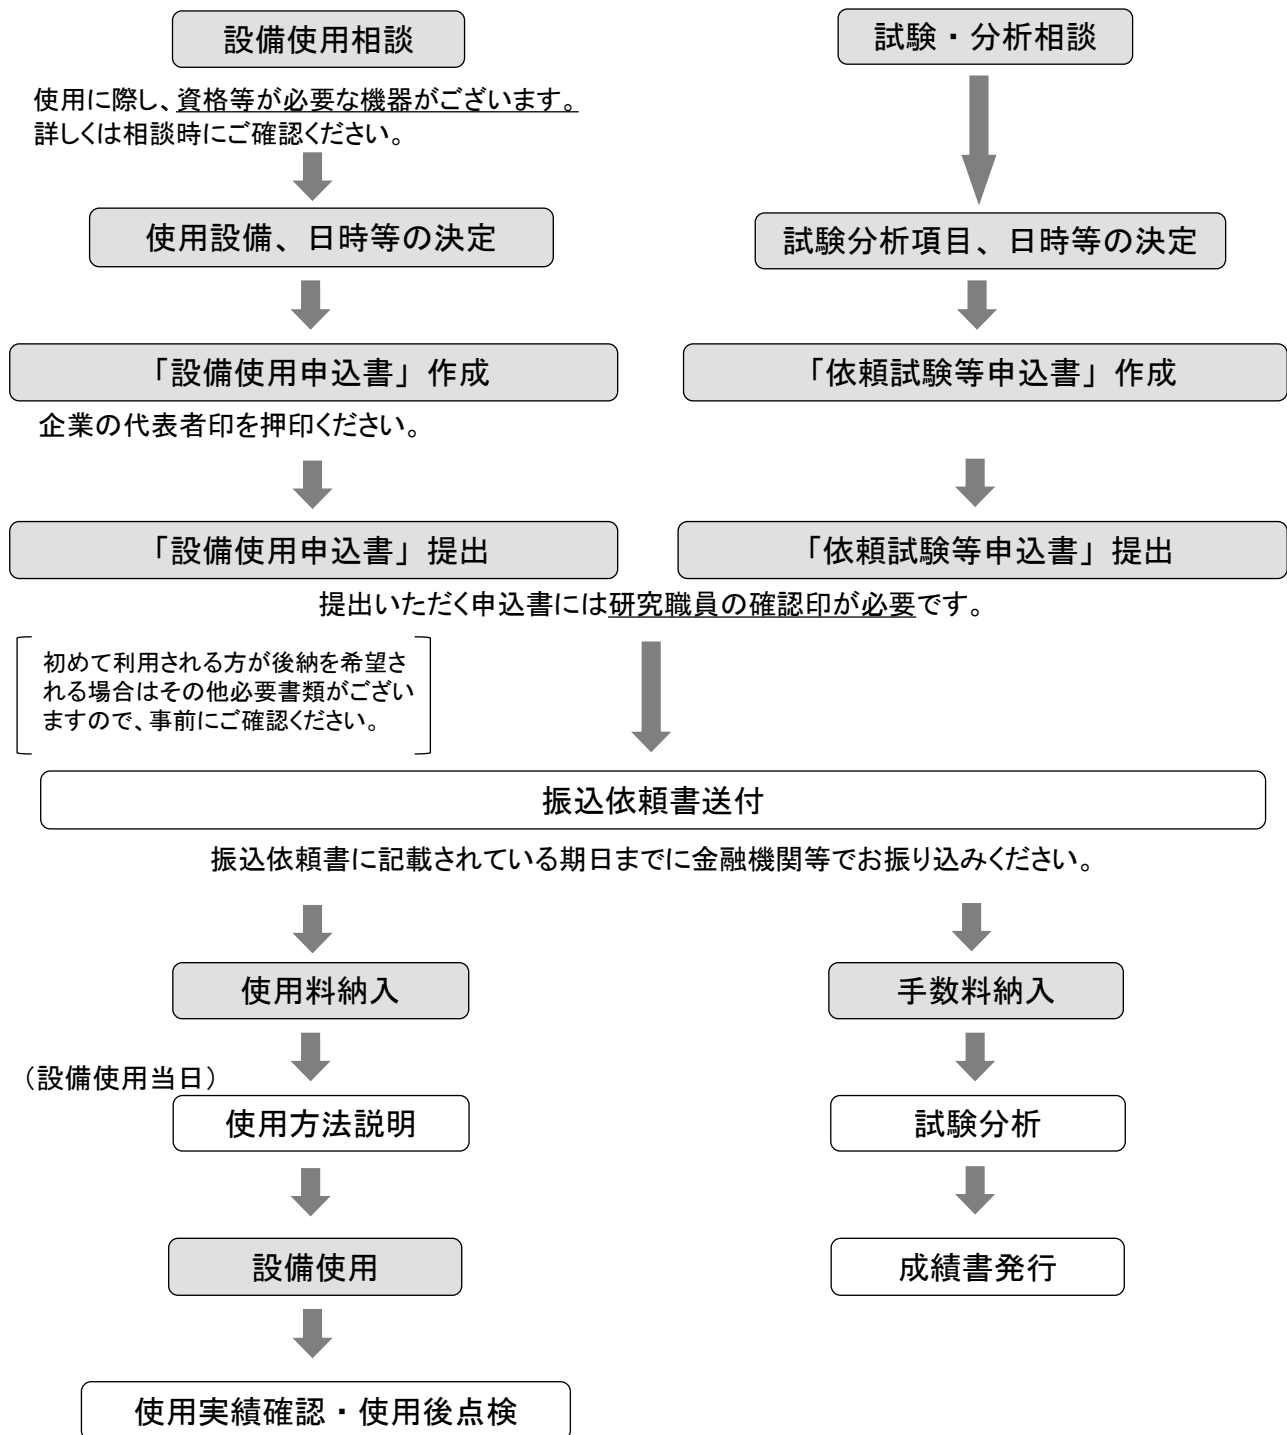 設備使用相談
試験・分析相談
使用に際し、資格等が必要な機器がございます。
詳しくは相談時にご確認ください。
使用設備、日時等の決定
試験分析項目、日時等の決定
「設備使用申込書」作成
「依頼試験等申込書」作成
企業の代表者印を押印ください。
「設備使用申込書」提出
「依頼試験等申込書」提出
提出いただく申込書には研究職員の確認印が必要です。
初めて利用される方が後納を希望さ
れる場合はその他必要書類がござい
ますので、事前にご確認ください。
振込依頼書送付
振込依頼書に記載されている期日までに金融機関等でお振り込みください。
使用料納入
手数料納入
（設備使用当日）
使用方法説明
試験分析
設備使用
成績書発行
使用実績確認・使用後点検